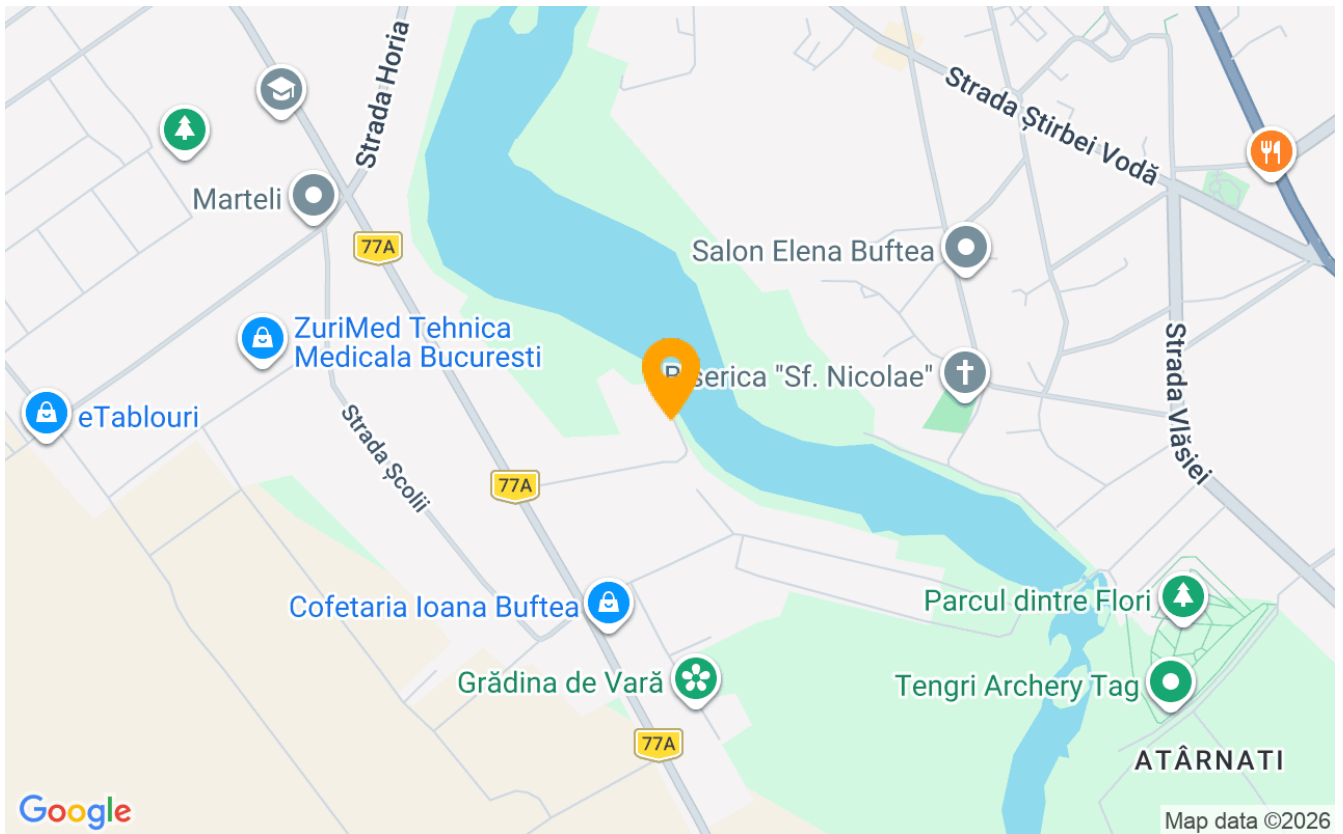 Strada Horia
Strada Știrbei Vodă
Marteli
77A
Salon Elena Buftea
ZuriMed Tehnica
Medicala Bucuresti
serica "Sf. Nicolae"
eTablouri
Strada Școlii
Strada Vlăsiei
77A
Cofetaria Ioana Buftea
Parcul dintre Flori
Grădina de Vară
Tengri Archery Tag
77A
ATÂRNATI
Google
Map data ©2026